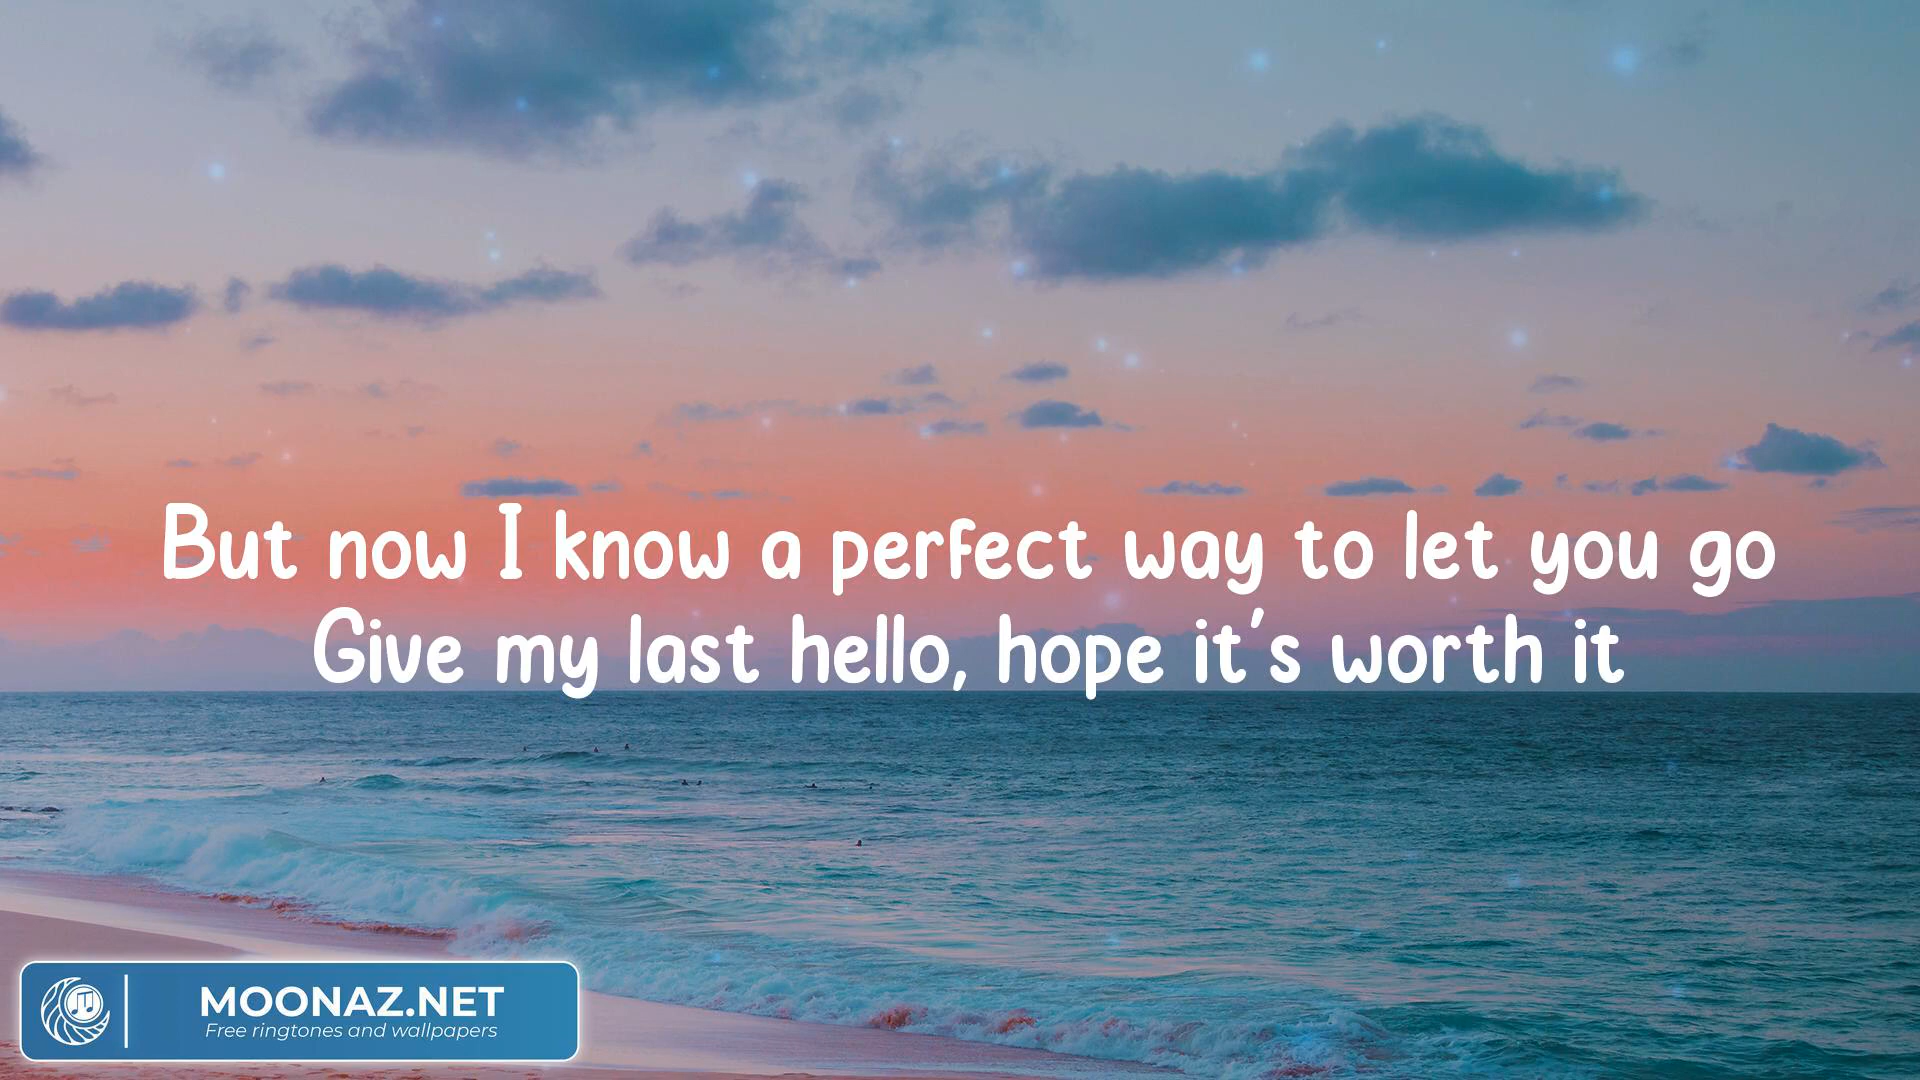 But now I know a perfect way to let you go
Give my last hello, hope it's worth it
MOONAZ.NET
Free ringtones and wallpapers